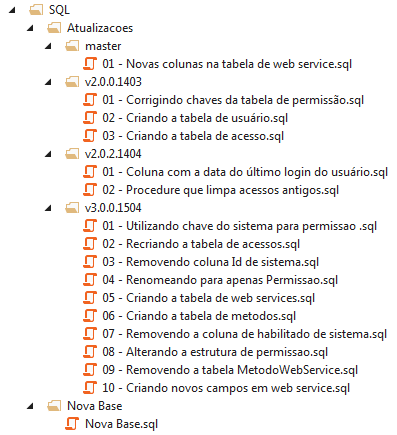 SQL
Atualizacoes
master
01 - Novas colunas na tabela de web service.sql
v2.0.0.1403
01 - Corrigindo chaves da tabela de permissão.sql
02 - Criando a tabela de usuário.sql
03 - Criando a tabela de acesso.sql
v2.0.2.1404
01 - Coluna com a data do último login do usuário.sql
02 - Procedure que limpa acessos antigos.sql
v3.0.0.1504
01 - Utilizando chave do sistema para permissao .sql
02 - Recriando a tabela de acessos.sql
03 - Removendo coluna Id de sistema.sql
04 - Renomeando para apenas Permissao.sql
05 - Criando a tabela de web services.sql
06 - Criando a tabela de metodos.sql
07 - Removendo a coluna de habilitado de sistema.sql
08 - Alterando a estrutura de permissao.sql
09 - Removendo a tabela MetodoWebService.sql
10 - Criando novos campos em web service.sql
Nova Base
Nova Base.sql